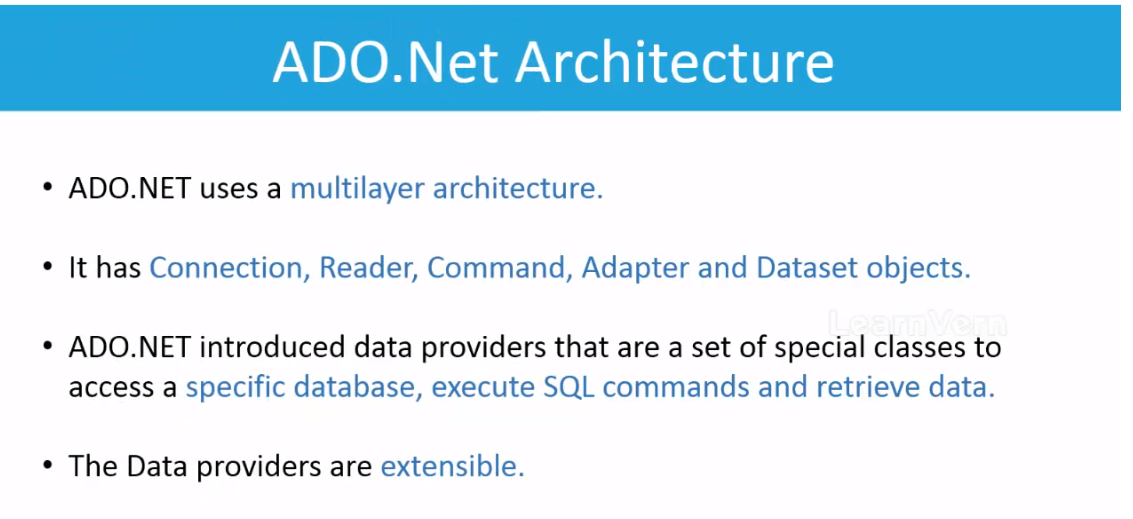 ADO.Net Architecture
• ADO.NET uses a multilayer architecture.
• It has Connection, Reader, Command, Adapter and Dataset objects.
LearnVern
• ADO.NET introduced data providers that are a set of special classes to
access a specific database, execute SQL commands and retrieve data.
• The Data providers are extensible.